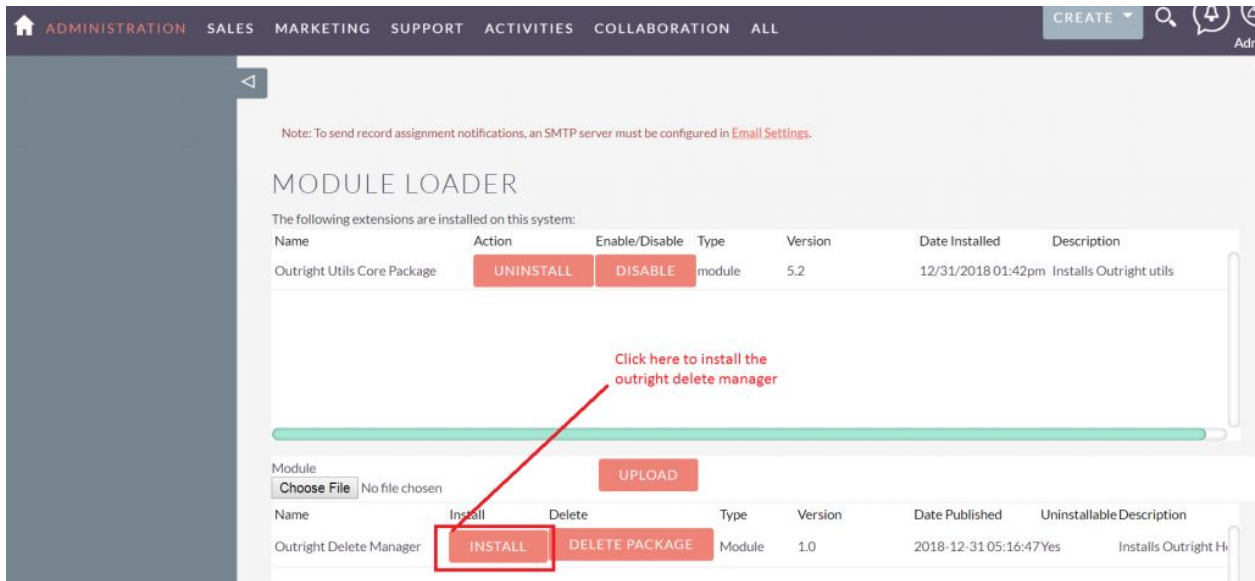 ADMINISTRATION SALES MARKETING SUPPORT ACTIVITIES COLLABORATION ALL CREATE
Note: To send record assignment notifications, an SMTP server must be configured in Email Settings.
MODULE LOADER
The following extensions are installed on this system:
Name Action Enable/Disable Type Version Date Installed Description
Outright Utils Core Package UNINSTALL DISABLE module 5.2 12/31/2018 01:42pm Installs Outright utils
Click here to install the
outright delete manager
Module
Choose File No file chosen UPLOAD
Name Install Delete Type Version Date Published Uninstallable Description
Outright Delete Manager INSTALL DELETE PACKAGE Module 1.0 2018-12-31 05:16:47 Yes Installs Outright